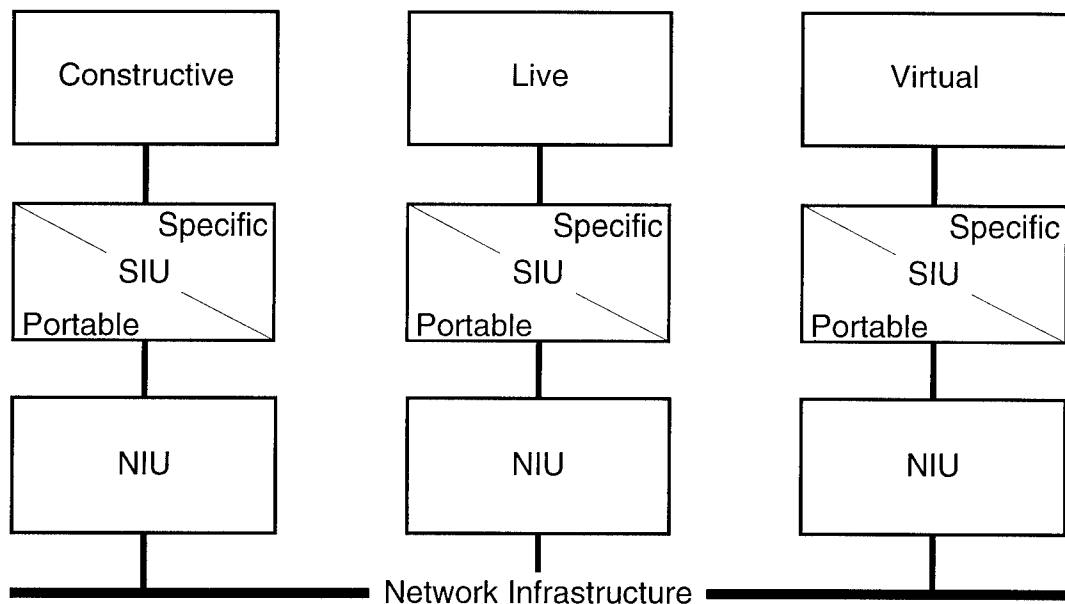 Constructive
Live
Virtual
Specific
SIU
Portable
Specific
SIU
Portable
Specific
SIU
Portable
NIU
NIU
NIU
Network Infrastructure